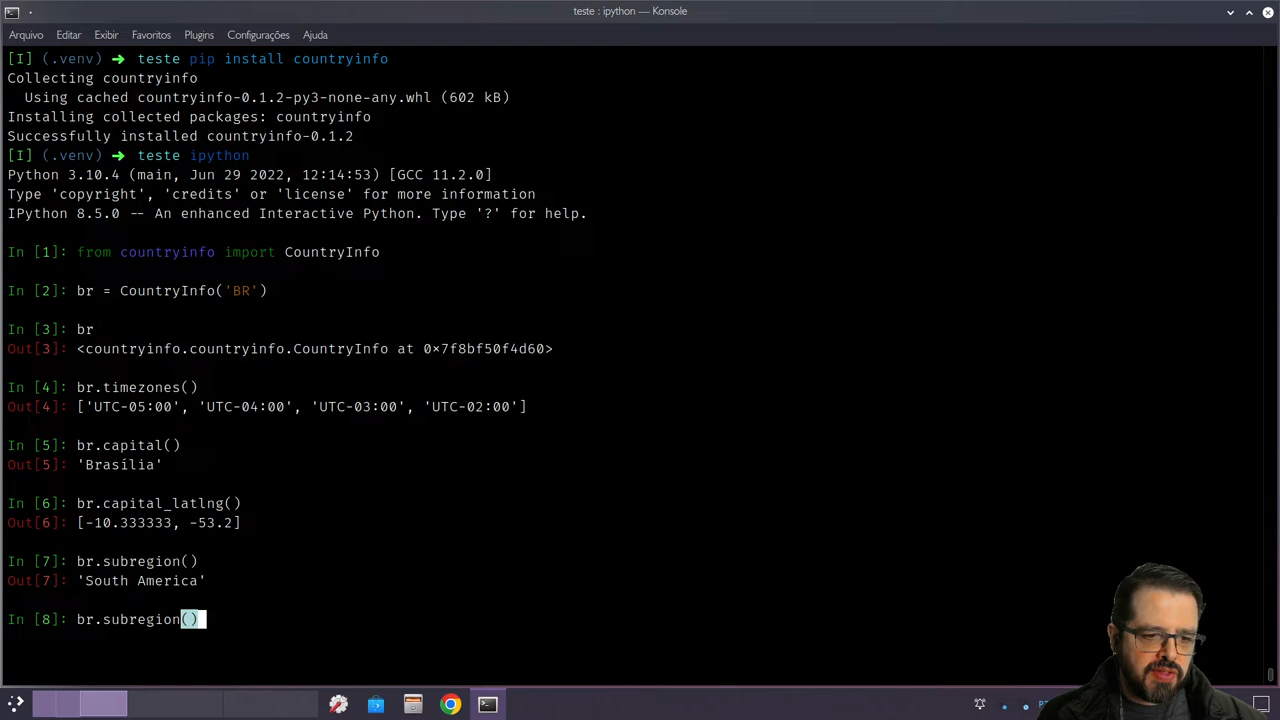 teste : ipython — Konsole
Arquivo Editar Exibir Favoritos Plugins Configurações Ajuda
[I] (.venv) ➜ teste pip install countryinfo
Collecting countryinfo
Using cached countryinfo-0.1.2-py3-none-any.whl (602 kB)
Installing collected packages: countryinfo
Successfully installed countryinfo-0.1.2
[I] (.venv) ➜ teste ipython
Python 3.10.4 (main, Jun 29 2022, 12:14:53) [GCC 11.2.0]
Type 'copyright', 'credits' or 'license' for more information
IPython 8.5.0 -- An enhanced Interactive Python. Type '?' for help.
In [1]: from countryinfo import CountryInfo
In [2]: br = CountryInfo('BR')
In [3]: br
Out[3]: <countryinfo.countryinfo.CountryInfo at 0x7f8bf50f4d60>
In [4]: br.timezones()
Out[4]: ['UTC-05:00', 'UTC-04:00', 'UTC-03:00', 'UTC-02:00']
In [5]: br.capital()
Out[5]: 'Brasília'
In [6]: br.capital_latlng()
Out[6]: [-10.333333, -53.2]
In [7]: br.subregion()
Out[7]: 'South America'
In [8]: br.subregion()